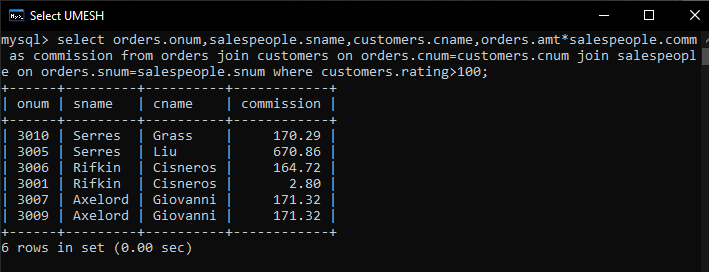 Select UMESH
mysql> select orders.onum,salespeople.sname,customers.cname,orders.amt*salespeople.comm
 as commission from orders join customers on orders.cnum=customers.cnum join salespeopl
e on orders.snum=salespeople.snum where customers.rating>100;
+------+---------+----------+------------+
| onum | sname   | cname    | commission |
+------+---------+----------+------------+
| 3010 | Serres  | Grass    |     170.29 |
| 3005 | Serres  | Liu      |     670.86 |
| 3006 | Rifkin  | Cisneros |     164.72 |
| 3001 | Rifkin  | Cisneros |       2.80 |
| 3007 | Axelord | Giovanni |     171.32 |
| 3009 | Axelord | Giovanni |     171.32 |
+------+---------+----------+------------+
6 rows in set (0.00 sec)